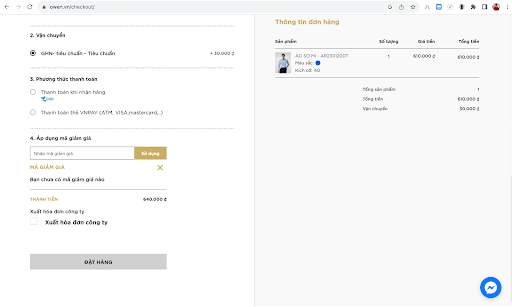 owen.vn/checkout/
2. Vận chuyển
GHN- tiêu chuẩn - Tiêu chuẩn + 30.000 ₫
3. Phương thức thanh toán
Thanh toán khi nhận hàng
Thanh toán thẻ VNPAY (ATM, VISA,mastercard,..)
4. Áp dụng mã giảm giá
Nhập mã giảm giá Sử dụng
MÃ GIẢM GIÁ
Bạn chưa có mã giảm giá nào
THÀNH TIỀN 640.000 ₫
Xuất hóa đơn công ty
Xuất hóa đơn công ty
ĐẶT HÀNG
Thông tin đơn hàng
Sản phẩm Số lượng Giá tiền Tổng tiền
ÁO SƠ MI - AR231212DDT 1 610.000 ₫ 610.000 ₫
Màu sắc:
Kích cỡ: 40
Tổng sản phẩm 1
Tổng tiền 610.000 ₫
Vận chuyển 30.000 ₫